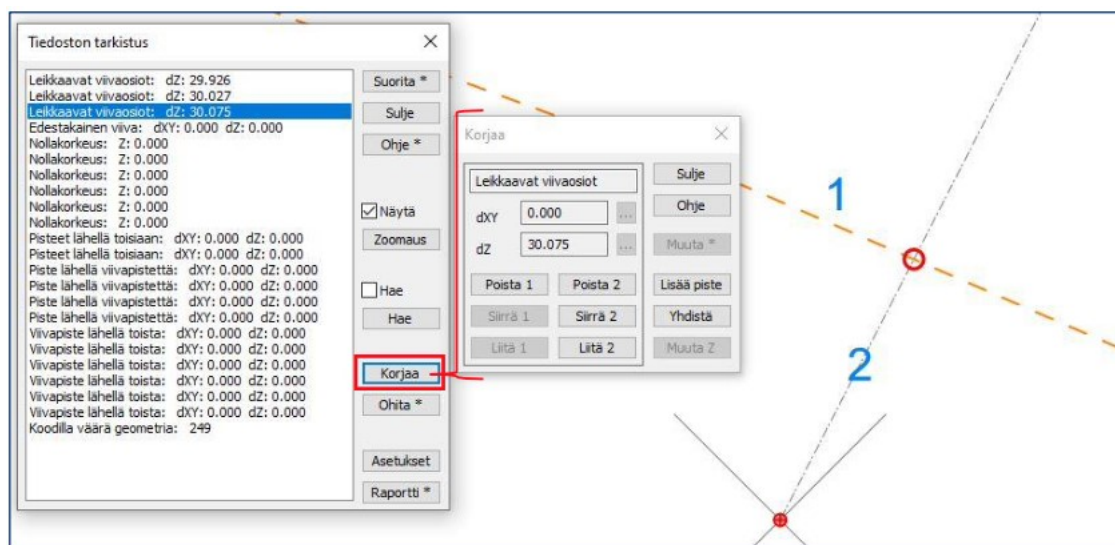 Tiedoston tarkistus
Leikkaavat viivaosiot: dZ: 29.926
Leikkaavat viivaosiot: dZ: 30.027
Leikkaavat viivaosiot: dZ: 30.075
Edestakainen viiva: dXY: 0.000 dZ: 0.000
Nollakorkeus: Z: 0.000
Nollakorkeus: Z: 0.000
Nollakorkeus: Z: 0.000
Nollakorkeus: Z: 0.000
Nollakorkeus: Z: 0.000
Nollakorkeus: Z: 0.000
Pisteet lähellä toisiaan: dXY: 0.000 dZ: 0.000
Pisteet lähellä toisiaan: dXY: 0.000 dZ: 0.000
Piste lähellä viivapistettä: dXY: 0.000 dZ: 0.000
Piste lähellä viivapistettä: dXY: 0.000 dZ: 0.000
Piste lähellä viivapistettä: dXY: 0.000 dZ: 0.000
Piste lähellä viivapistettä: dXY: 0.000 dZ: 0.000
Viivapiste lähellä toista: dXY: 0.000 dZ: 0.000
Viivapiste lähellä toista: dXY: 0.000 dZ: 0.000
Viivapiste lähellä toista: dXY: 0.000 dZ: 0.000
Viivapiste lähellä toista: dXY: 0.000 dZ: 0.000
Viivapiste lähellä toista: dXY: 0.000 dZ: 0.000
Viivapiste lähellä toista: dXY: 0.000 dZ: 0.000
Koodilla väärä geometria: 249
Suorita *
Sulje
Ohje *
Näytä
Zoomaus
Hae
Hae
Korjaa
Ohita *
Asetukset
Raportti *
Korjaa
Leikkaavat viivaosiot
dXY 0.000 ...
dZ 30.075 ...
Poista 1 Poista 2
Siirrä 1 Siirrä 2
Liitä 1 Liitä 2
Sulje
Ohje
Muuta *
Lisää piste
Yhdistä
Muuta Z
1
2